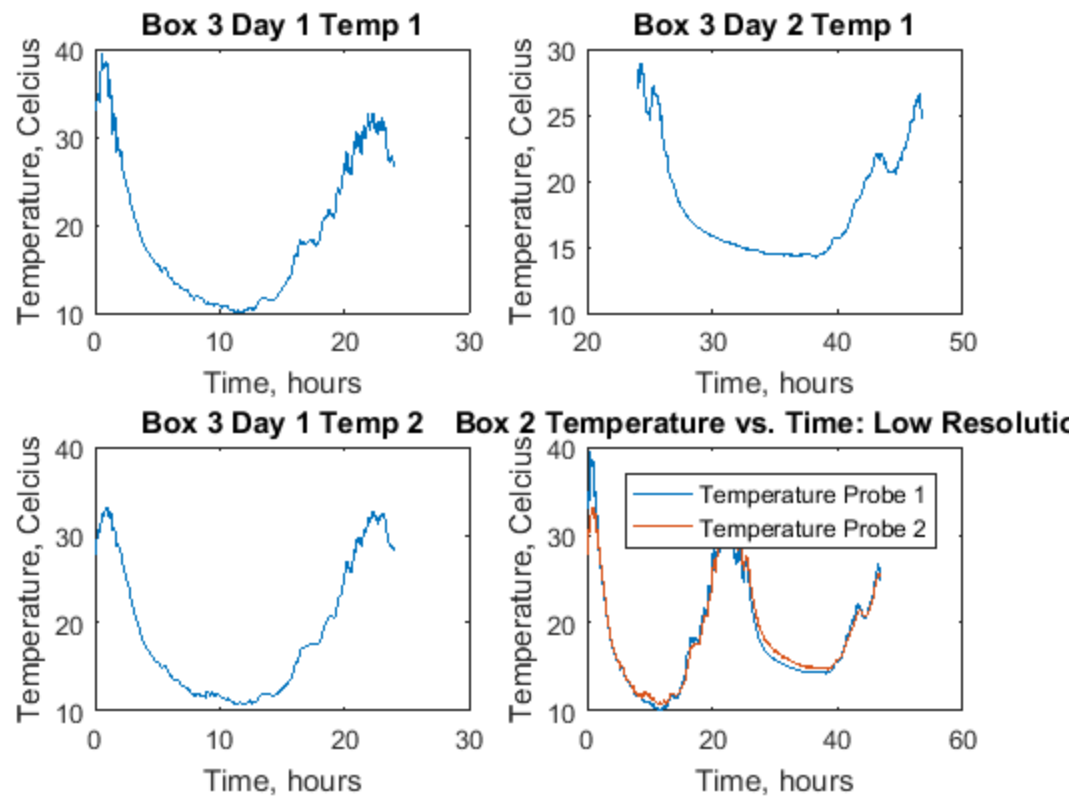 Box 3 Day 1 Temp 1
Temperature, Celcius
40
30
20
10
0
10
20
30
Time, hours
Box 3 Day 2 Temp 1
Temperature, Celcius
30
25
20
15
10
20
30
40
50
Time, hours
Box 3 Day 1 Temp 2
Temperature, Celcius
40
30
20
10
0
10
20
30
Time, hours
Box 2 Temperature vs. Time: Low Resolutio
Temperature, Celcius
40
30
20
10
Temperature Probe 1
Temperature Probe 2
0
20
40
60
Time, hours